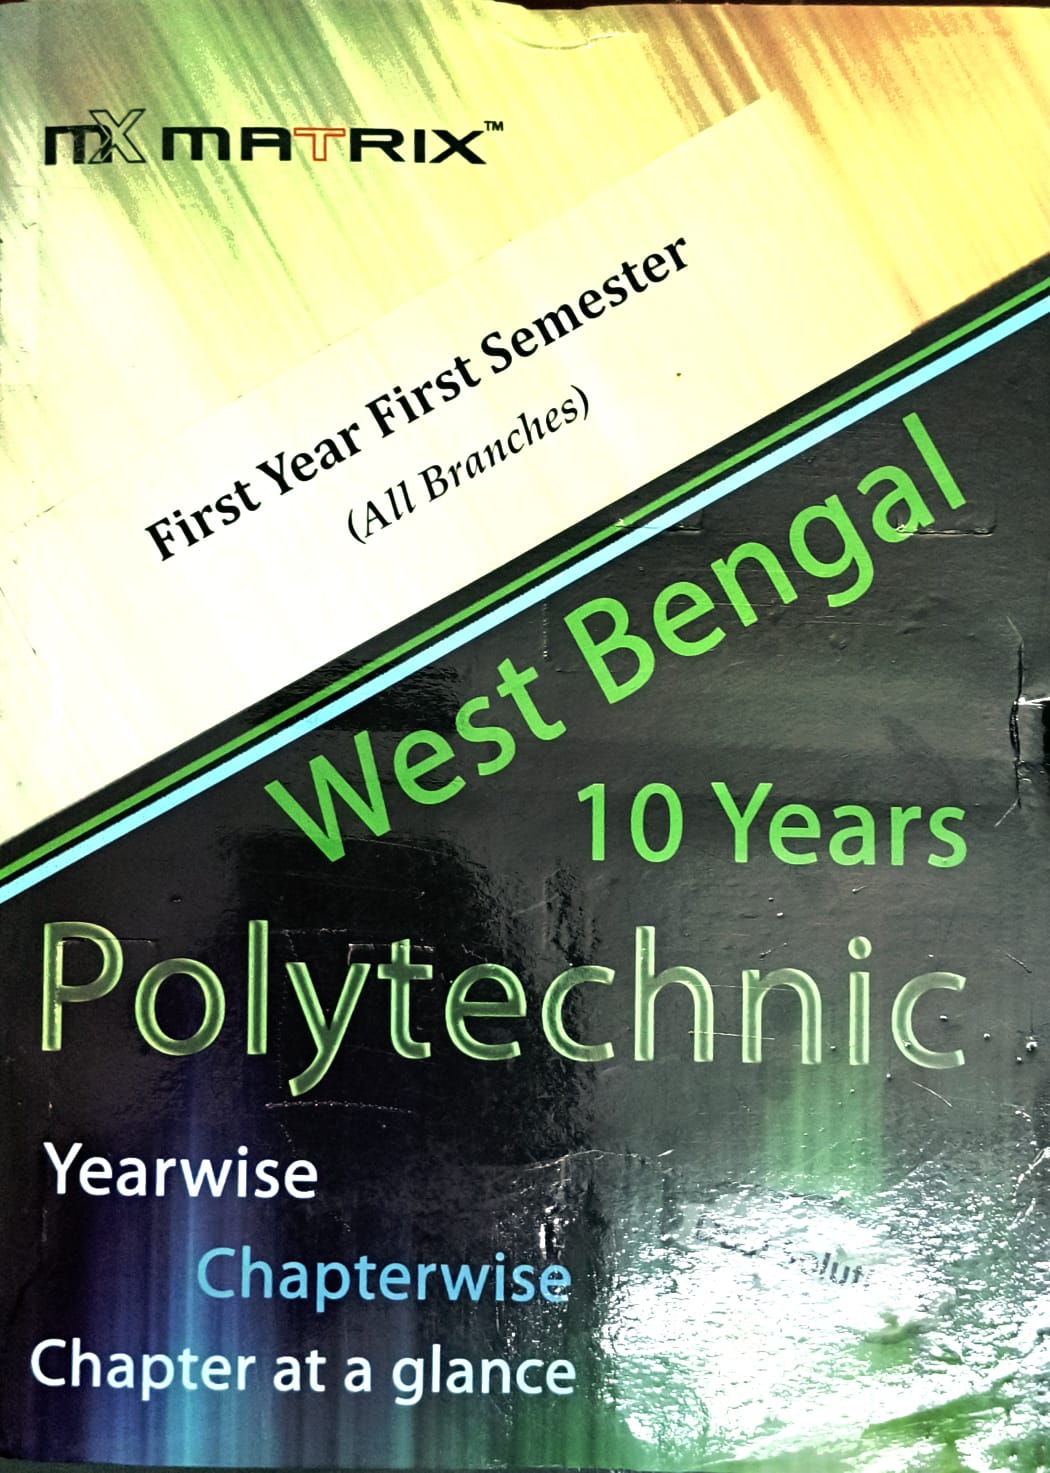 mX MATRIX™
First Year First Semester
(All Branches)
West Bengal
10 Years
Polytechnic
Yearwise
Chapterwise
Chapter at a glance